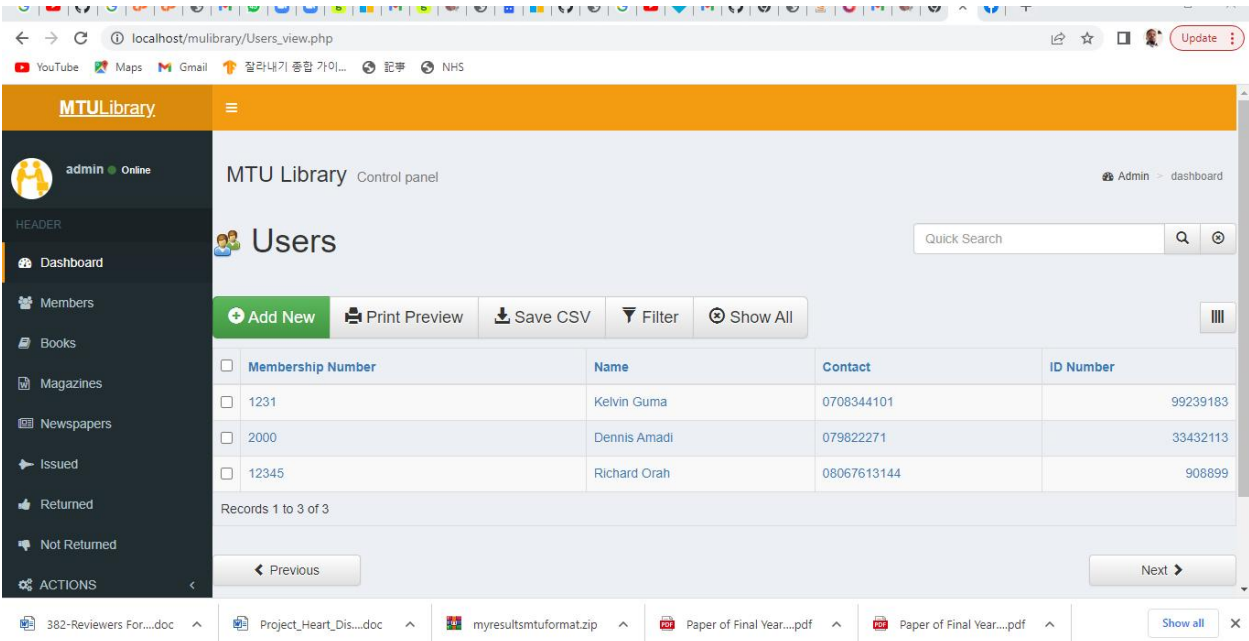 localhost/mulibrary/Users_view.php
Update
YouTube Maps Gmail 잘라내기 종합 가이... 記事 NHS
MTULibrary
admin Online
MTU Library Control panel
Admin > dashboard
HEADER
Users
Quick Search
Dashboard
Members
Add New Print Preview Save CSV Filter Show All
Books
Membership Number Name Contact ID Number
Magazines
1231 Kelvin Guma 0708344101 99239183
Newspapers
2000 Dennis Amadi 079822271 33432113
Issued
12345 Richard Orah 08067613144 908899
Returned
Records 1 to 3 of 3
Not Returned
Previous Next
ACTIONS
382-Reviewers For....doc Project_Heart_Dis....doc myresultsmtuformat.zip Paper of Final Year....pdf Paper of Final Year....pdf Show all